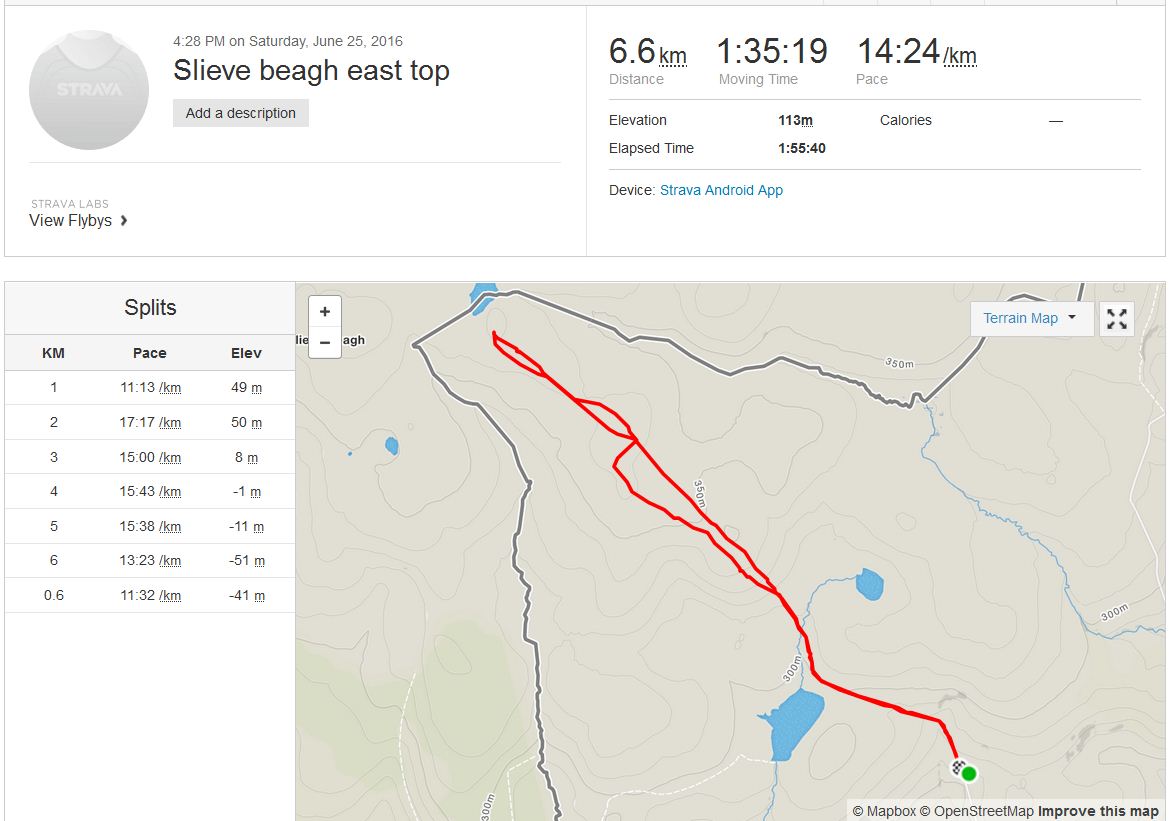 STRAVA
4:28 PM on Saturday, June 25, 2016
Slieve beagh east top
Add a description
STRAVA LABS
View Flybys
6.6 km 1:35:19 14:24 /km
Distance Moving Time Pace
Elevation 113m Calories —
Elapsed Time 1:55:40
Device: Strava Android App
Splits
KM Pace Elev
1 11:13 /km 49 m
2 17:17 /km 50 m
3 15:00 /km 8 m
4 15:43 /km -1 m
5 15:38 /km -11 m
6 13:23 /km -51 m
0.6 11:32 /km -41 m
+
−
agh
Terrain Map
350m
350m
300m
300m
300m
© Mapbox © OpenStreetMap Improve this map